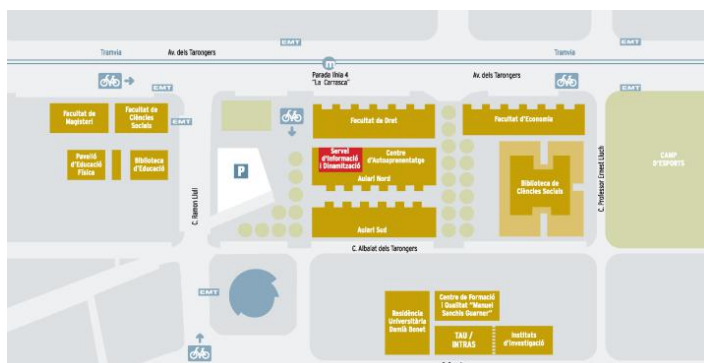 EMT
EMT
Tramvia
Av. dels Tarongers
Tramvia
m
Parada línia 4
"La Carrasca"
Av. dels Tarongers
EMT
EMT
Facultat de
Magisteri
Facultat de
Ciències
Socials
EMT
Facultat de Dret
Facultat d'Economia
Pavelló
d'Educació
Física
Biblioteca
d'Educació
P
Servei
d'Informació
i Dinamització
Centre
d'Autoaprenentatge
Aulari Nord
Biblioteca de
Ciències Socials
CAMP
D'ESPORTS
C. Ramon Llull
C. Professor Ernest Lluch
Aulari Sud
C. Albalat dels Tarongers
EMT
Residència
Universitària
Damià Bonet
Centre de Formació
i Qualitat "Manuel
Sanchis Guarner"
TAU /
INTRAS
Instituts
d'investigació